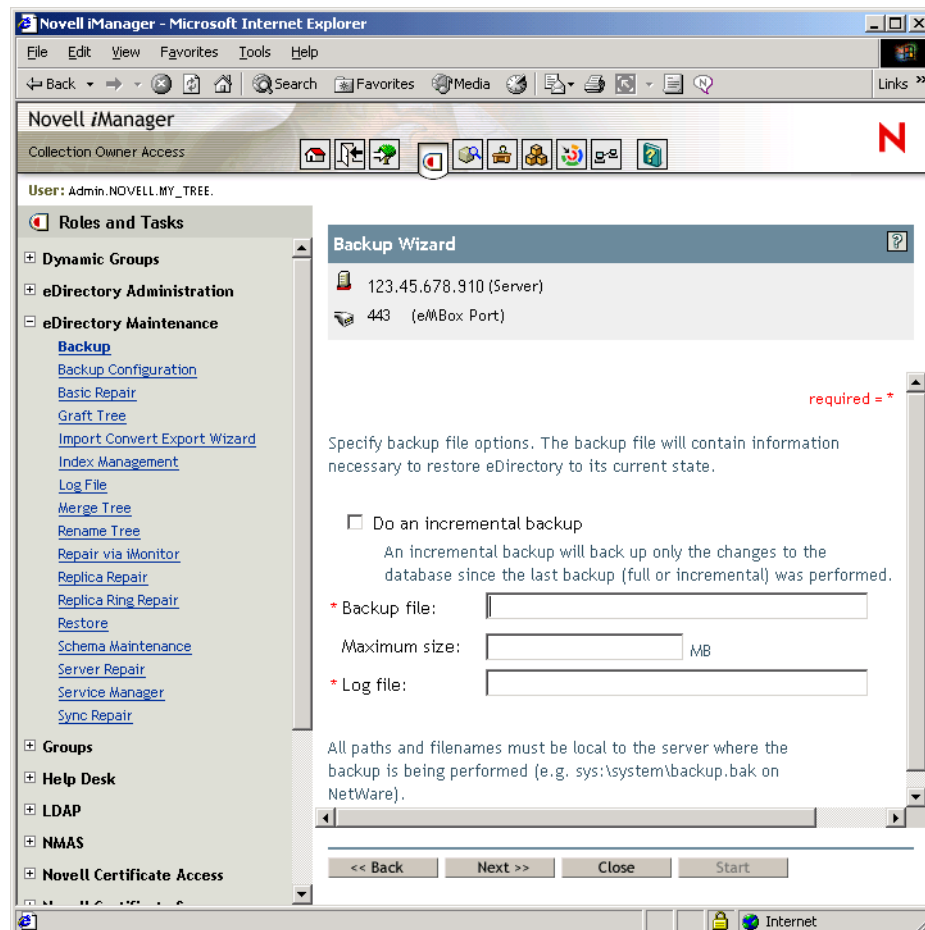 Novell iManager - Microsoft Internet Explorer
File Edit View Favorites Tools Help
Back Search Favorites Media Links »
Novell iManager
Collection Owner Access
N
User: Admin.NOVELL.MY_TREE.
Roles and Tasks
Dynamic Groups
eDirectory Administration
eDirectory Maintenance
Backup
Backup Configuration
Basic Repair
Graft Tree
Import Convert Export Wizard
Index Management
Log File
Merge Tree
Rename Tree
Repair via iMonitor
Replica Repair
Replica Ring Repair
Restore
Schema Maintenance
Server Repair
Service Manager
Sync Repair
Groups
Help Desk
LDAP
NMAS
Novell Certificate Access
Backup Wizard ?
123.45.678.910 (Server)
443 (eMBox Port)
required = *
Specify backup file options. The backup file will contain information
necessary to restore eDirectory to its current state.
Do an incremental backup
An incremental backup will back up only the changes to the
database since the last backup (full or incremental) was performed.
* Backup file:
Maximum size: MB
* Log file:
All paths and filenames must be local to the server where the
backup is being performed (e.g. sys:\system\backup.bak on
NetWare).
<< Back Next >> Close Start
Internet